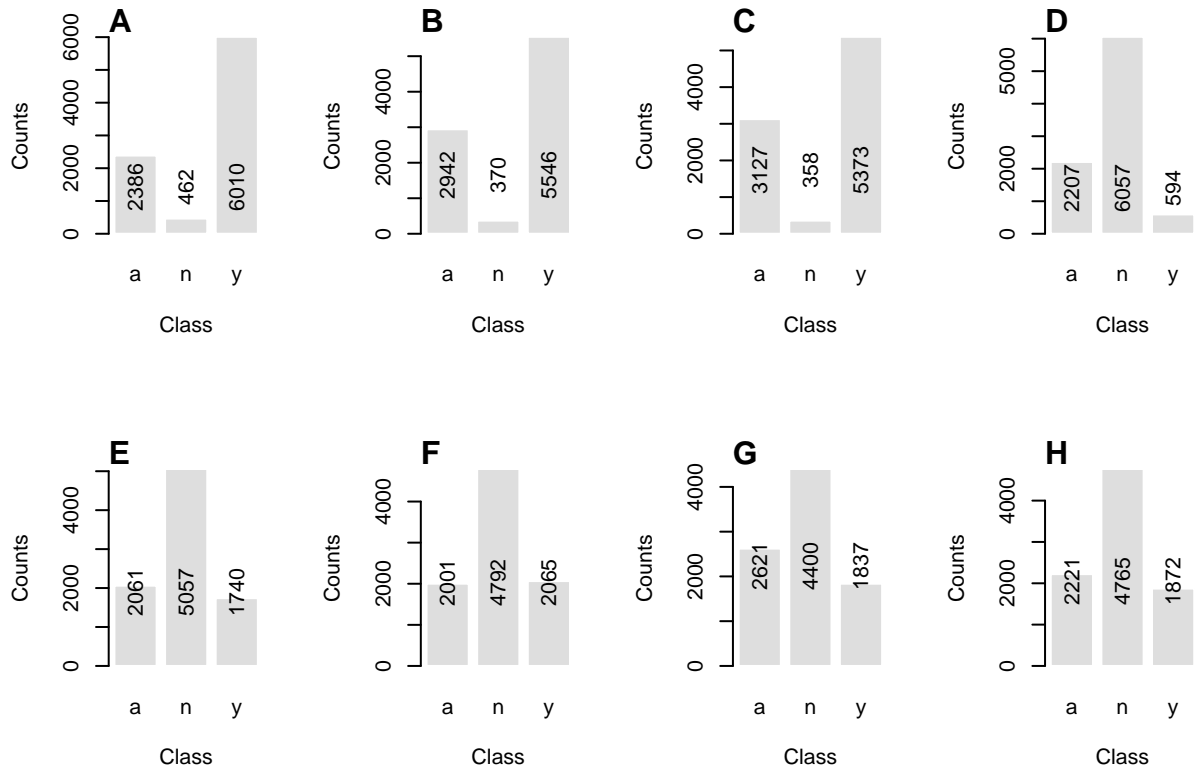 A
B
C
D
Counts
0
2000
4000
6000
2386
462
6010
a
n
y
Class
Counts
0
2000
4000
2942
370
5546
a
n
y
Class
Counts
0
2000
4000
3127
358
5373
a
n
y
Class
Counts
0
2000
5000
2207
6057
594
a
n
y
Class
E
F
G
H
Counts
0
2000
4000
2061
5057
1740
a
n
y
Class
Counts
0
2000
4000
2001
4792
2065
a
n
y
Class
Counts
0
2000
4000
2621
4400
1837
a
n
y
Class
Counts
0
2000
4000
2221
4765
1872
a
n
y
Class